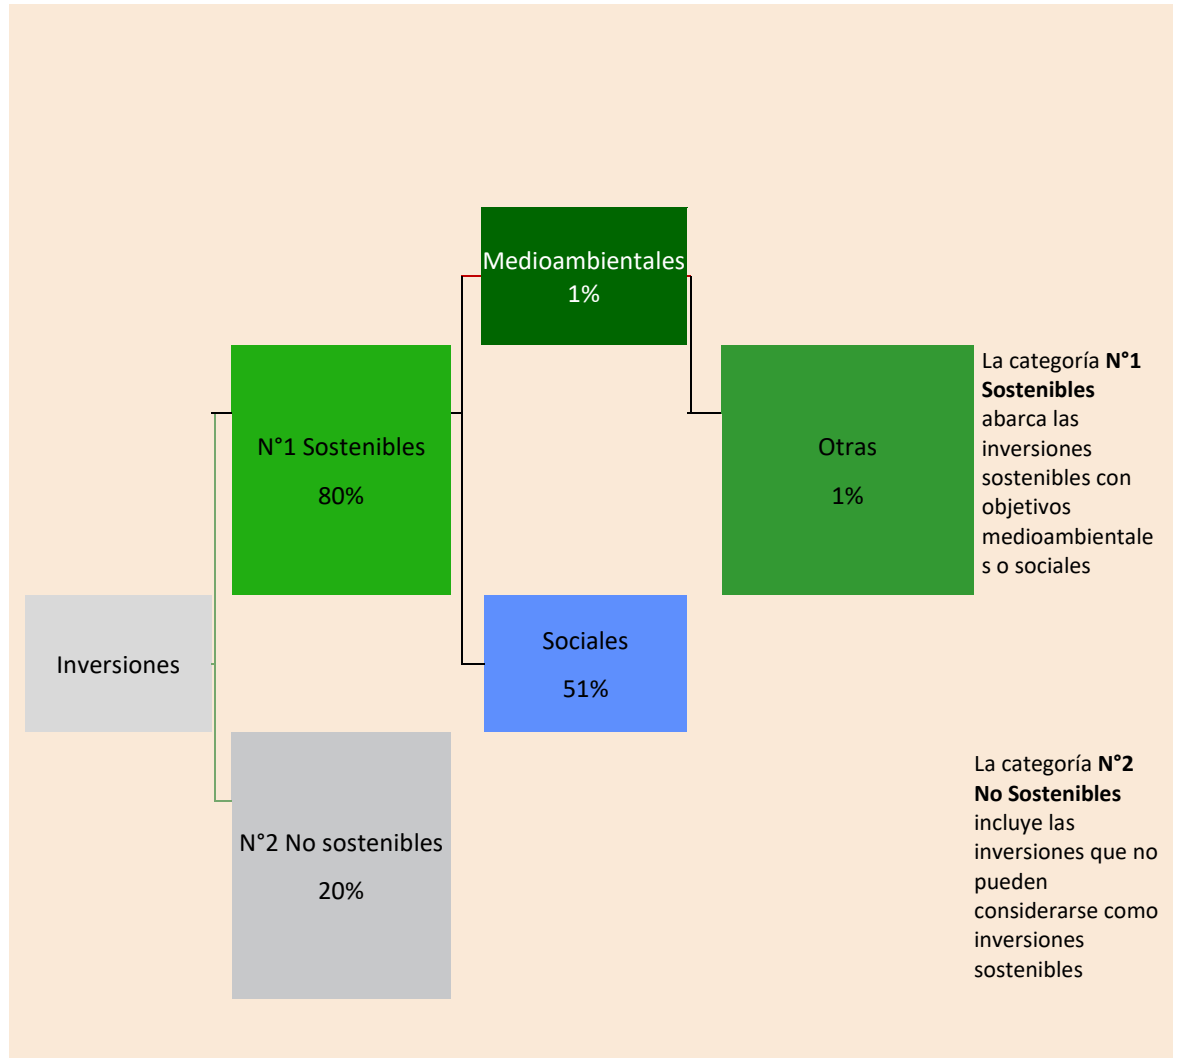 Medioambientales
1%
N°1 Sostenibles
80%
Otras
1%
La categoría N°1
Sostenibles
abarca las
inversiones
sostenibles con
objetivos
medioambientale
s o sociales
Inversiones
Sociales
51%
N°2 No sostenibles
20%
La categoría N°2
No Sostenibles
incluye las
inversiones que no
pueden
considerarse como
inversiones
sostenibles